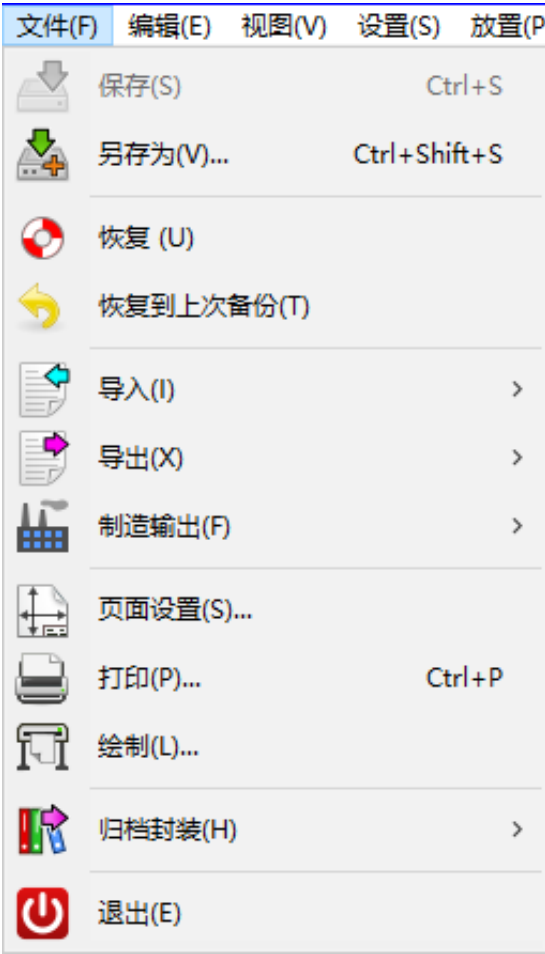 文件(F) 编辑(E) 视图(V) 设置(S) 放置(P
保存(S) Ctrl+S
另存为(V)... Ctrl+Shift+S
恢复 (U)
恢复到上次备份(T)
导入(I)
导出(X)
制造输出(F)
页面设置(S)...
打印(P)... Ctrl+P
绘制(L)...
归档封装(H)
退出(E)